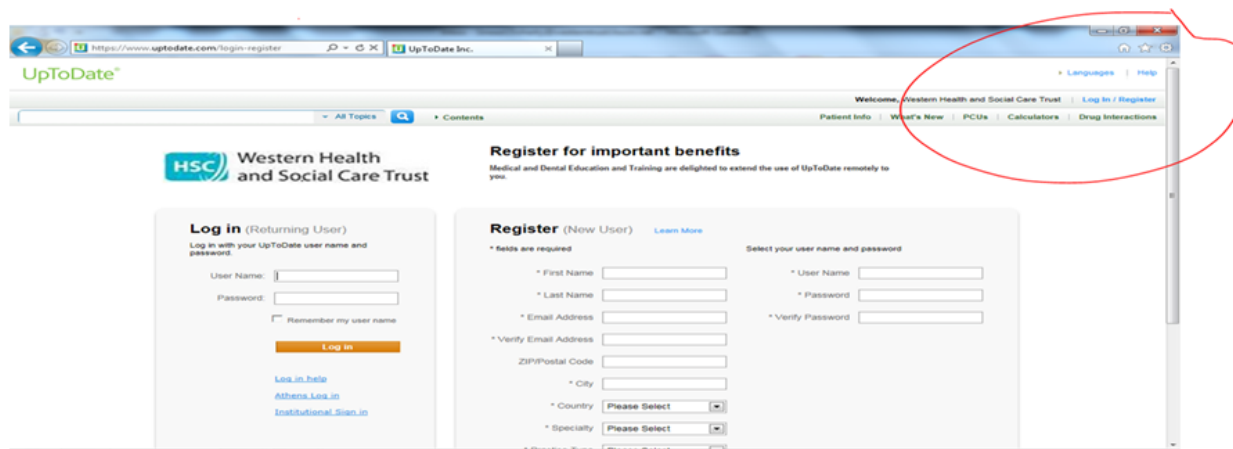 https://www.uptodate.com/login-register
UpToDate Inc.
UpToDate®
Languages | Help
Welcome, Western Health and Social Care Trust | Log In / Register
All Topics Contents Patient Info | What's New | PCUs | Calculators | Drug Interactions
HSC Western Health and Social Care Trust
Register for important benefits
Medical and Dental Education and Training are delighted to extend the use of UpToDate remotely to
you.
Log in (Returning User)
Log in with your UpToDate user name and
password.
User Name:
Password:
Remember my user name
Log in
Log in help
Athens Log in
Institutional Sign in
Register (New User) Learn More
* fields are required Select your user name and password
* First Name * User Name
* Last Name * Password
* Email Address * Verify Password
* Verify Email Address
ZIP/Postal Code
* City
* Country Please Select
* Specialty Please Select